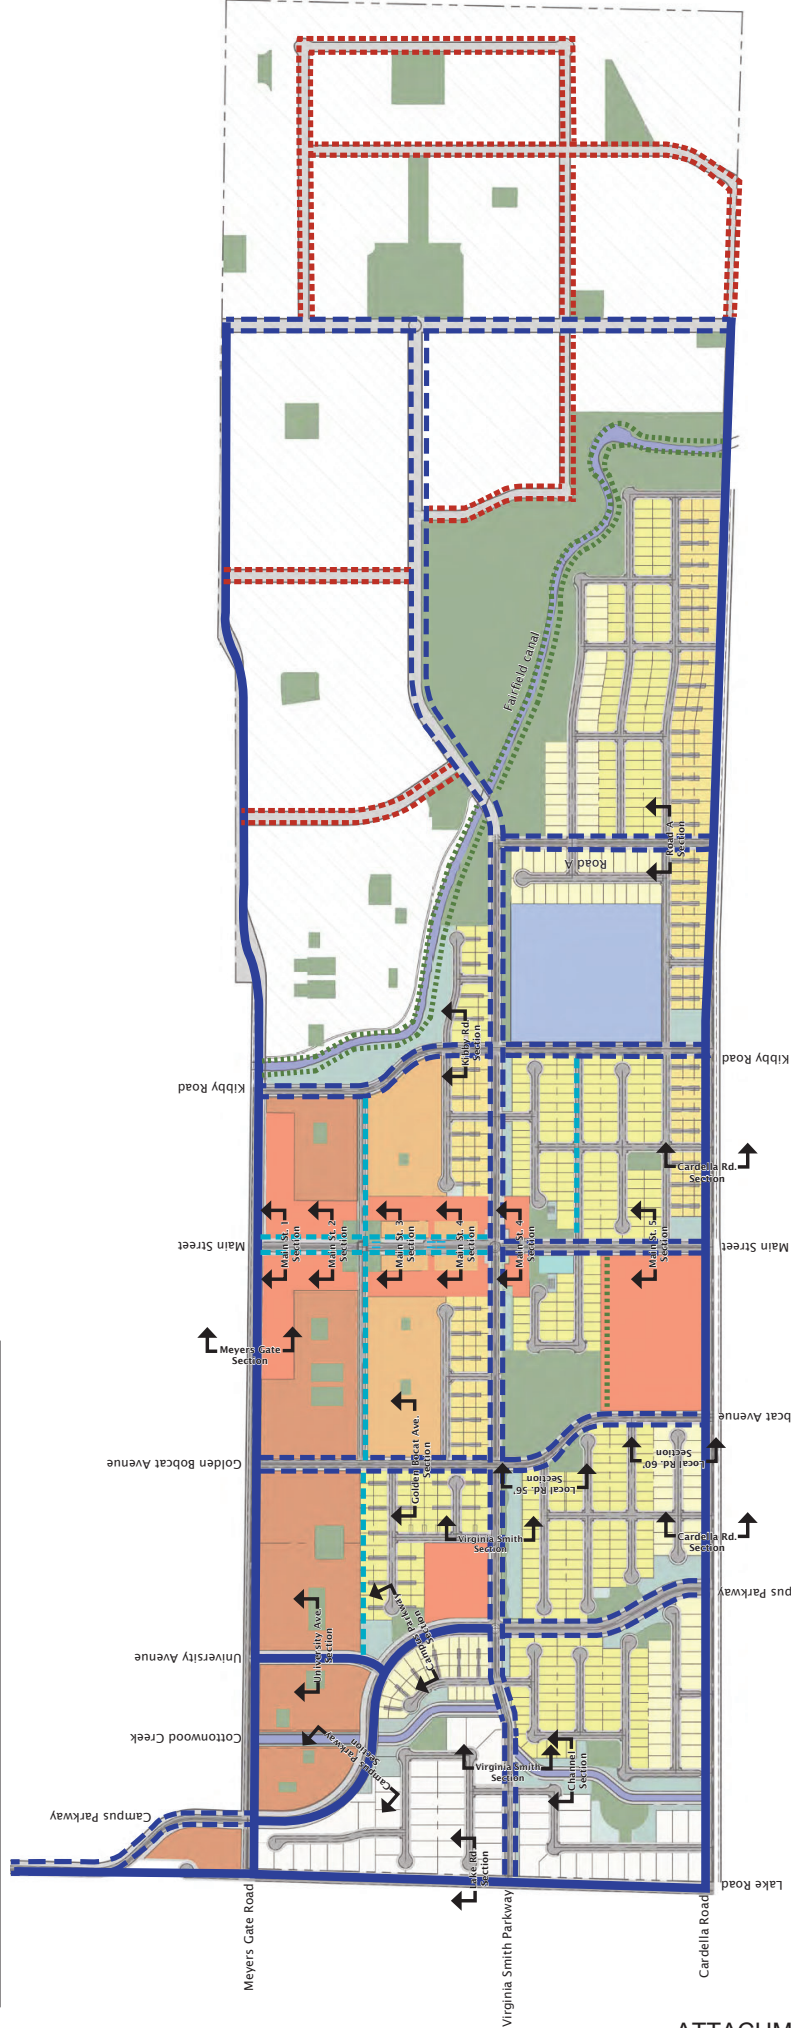 Fairfield canal
Road A
Section
Road A
Kibby Rd.
Section
Kibby Road
Kibby Road
Cardella Rd.
Section
Main Street
Main St. 1
Section
Main St. 2
Section
Main St. 3
Section
Main St. 4
Section
Main St. 4
Section
Main St. 5
Section
Main Street
Meyers Gate
Section
bcat Avenue
Golden Bobcat Avenue
Golden Bocat Ave.
Section
Local Rd. 56'
Section
Local Rd. 60'
Section
Virginia Smith
Section
Cardella Rd.
Section
pus Parkway
University Avenue
University Ave.
Section
Campus Parkway
Section
Cottonwood Creek
Campus Parkway
Section
Virginia Smith
Section
Channel
Section
Campus Parkway
Lake Rd.
Section
Lake Road
Meyers Gate Road
Virginia Smith Parkway
Cardella Road